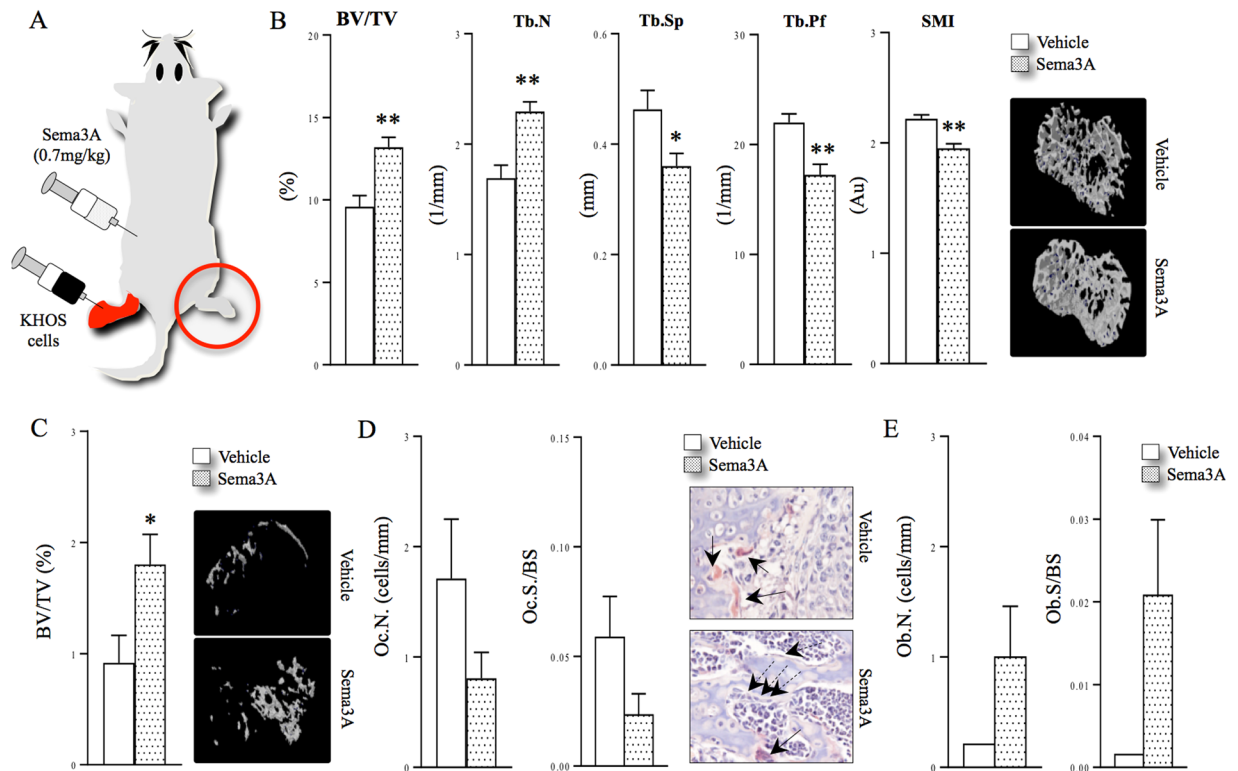 A
Sema3A
(0.7mg/kg)
KHOS
cells
B
BV/TV
Tb.N
Tb.Sp
Tb.Pf
SMI
(%)
20
15
10
5
0
**
(1/mm)
3
2
1
0
**
(mm)
0.6
0.4
0.2
0.0
*
(1/mm)
30
20
10
0
**
(Au)
3
2
1
0
**
Vehicle
Sema3A
Vehicle
Sema3A
C
BV/TV (%)
3
2
1
0
*
Vehicle
Sema3A
Vehicle
Sema3A
D
Oc.N. (cells/mm)
3
2
1
0
Oc.S./BS
0.15
0.10
0.05
0.00
Vehicle
Sema3A
Vehicle
Sema3A
E
Ob.N. (cells/mm)
3
2
1
0
Ob.S/BS
0.04
0.03
0.02
0.01
0.00
Vehicle
Sema3A